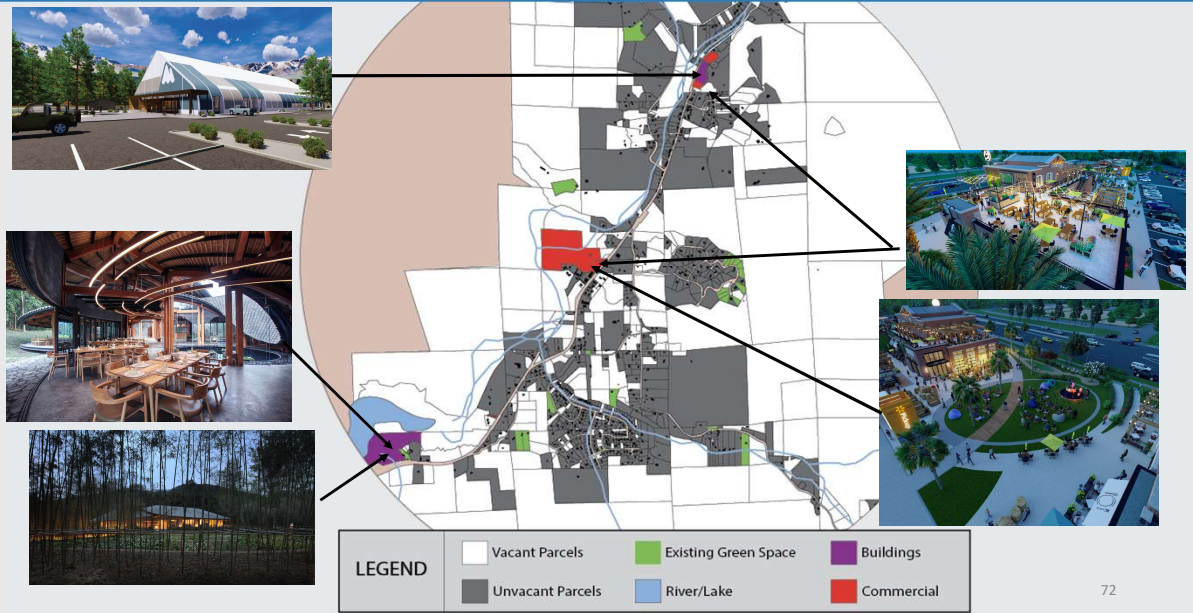 LEGEND
Vacant Parcels
Existing Green Space
Buildings
Unvacant Parcels
River/Lake
Commercial
72